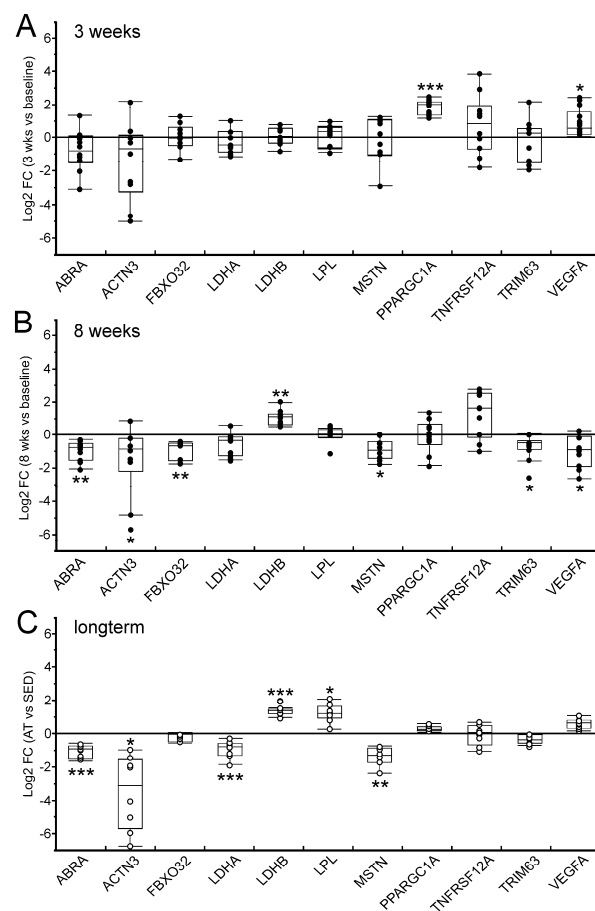 A
3 weeks
Log2 FC (3 wks vs baseline)
6
4
2
0
-2
-4
-6
***
*
ABRA
ACTN3
FBXO32
LDHA
LDHB
LPL
MSTN
PPARGC1A
TNFRSF12A
TRIM63
VEGFA
B
8 weeks
Log2 FC (8 wks vs baseline)
6
4
2
0
-2
-4
-6
**
*
**
**
*
*
*
ABRA
ACTN3
FBXO32
LDHA
LDHB
LPL
MSTN
PPARGC1A
TNFRSF12A
TRIM63
VEGFA
C
longterm
Log2 FC (AT vs SED)
6
4
2
0
-2
-4
-6
***
*
***
***
*
**
ABRA
ACTN3
FBXO32
LDHA
LDHB
LPL
MSTN
PPARGC1A
TNFRSF12A
TRIM63
VEGFA